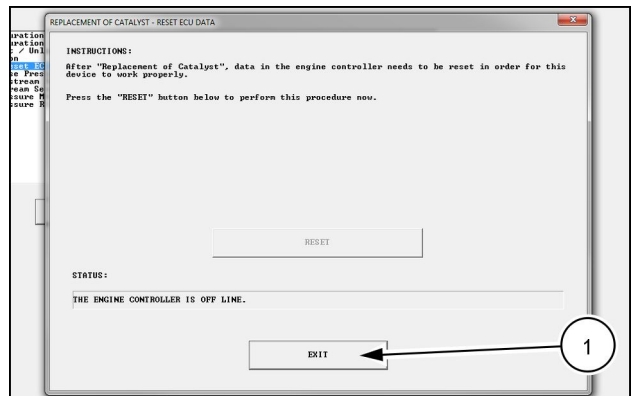 REPLACEMENT OF CATALYST - RESET ECU DATA
INSTRUCTIONS:
After "Replacement of Catalyst", data in the engine controller needs to be reset in order for this
device to work properly.
Press the "RESET" button below to perform this procedure now.
RESET
STATUS:
THE ENGINE CONTROLLER IS OFF LINE.
EXIT
1